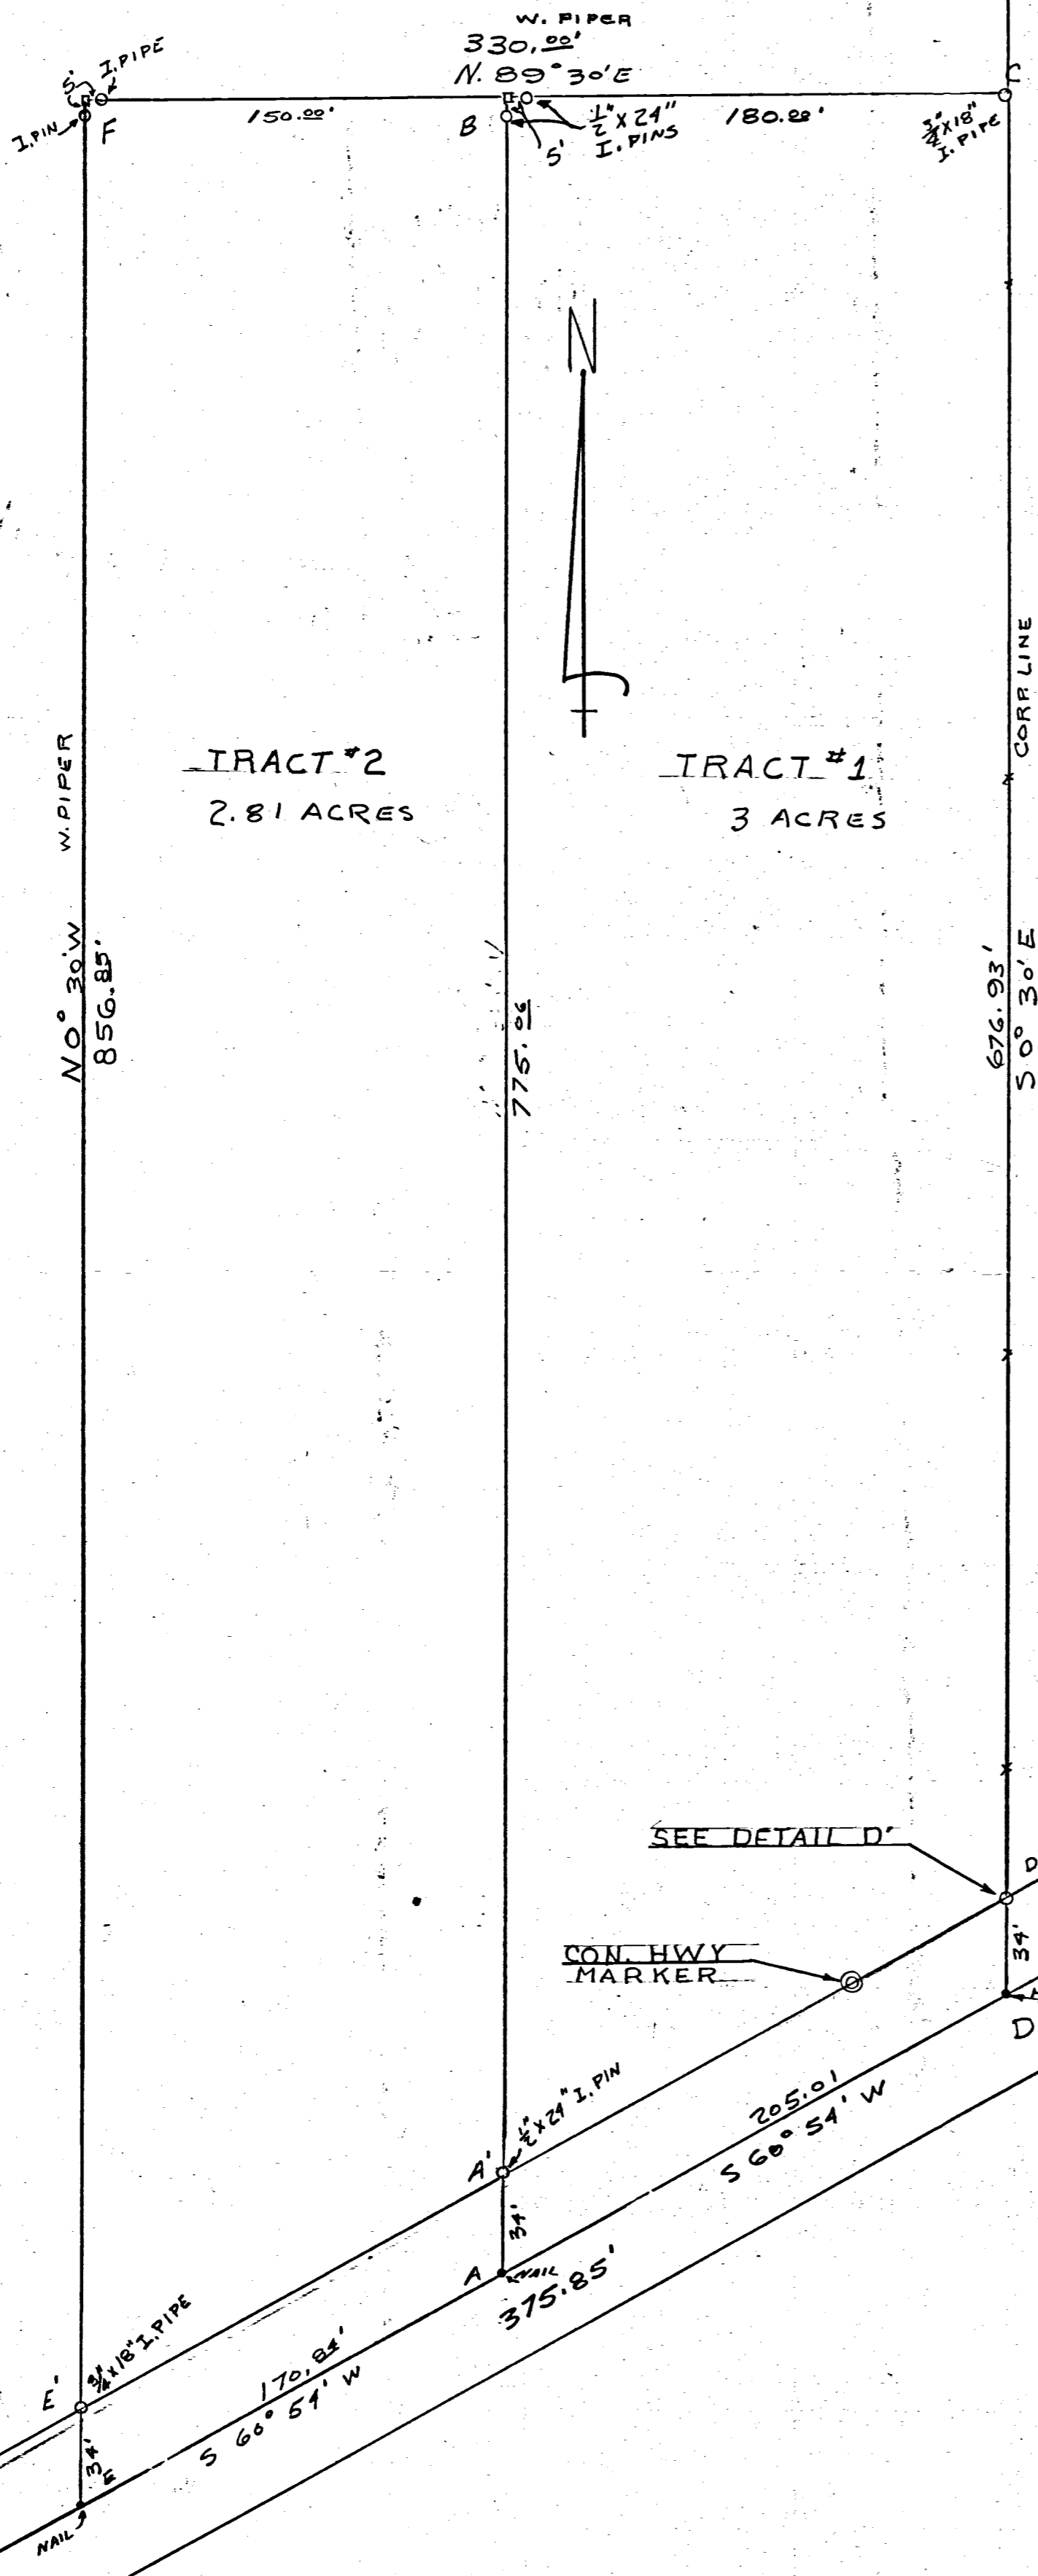 W. PIPER
330.00'
N. 89° 30' E
5'
I. PIPE
I. PIN
F
150.00'
B
5'
1/2" X 24"
I. PINS
180.00'
C
3/4" X 18"
I. PIPE
N
CORP. LINE
W. PIPER
TRACT #2
2.81 ACRES
TRACT #1
3 ACRES
N 0° 30' W
856.85'
775.06
676.93'
S 0° 30' E
SEE DETAIL D'
D
CON. HWY
MARKER
34'
D
1/2" X 24" I. PIN
A'
205.01
S 60° 54' W
34'
A
NAIL
375.85'
3/4" X 18" I. PIPE
E'
170.84'
S 60° 54' W
34'
E
NAIL